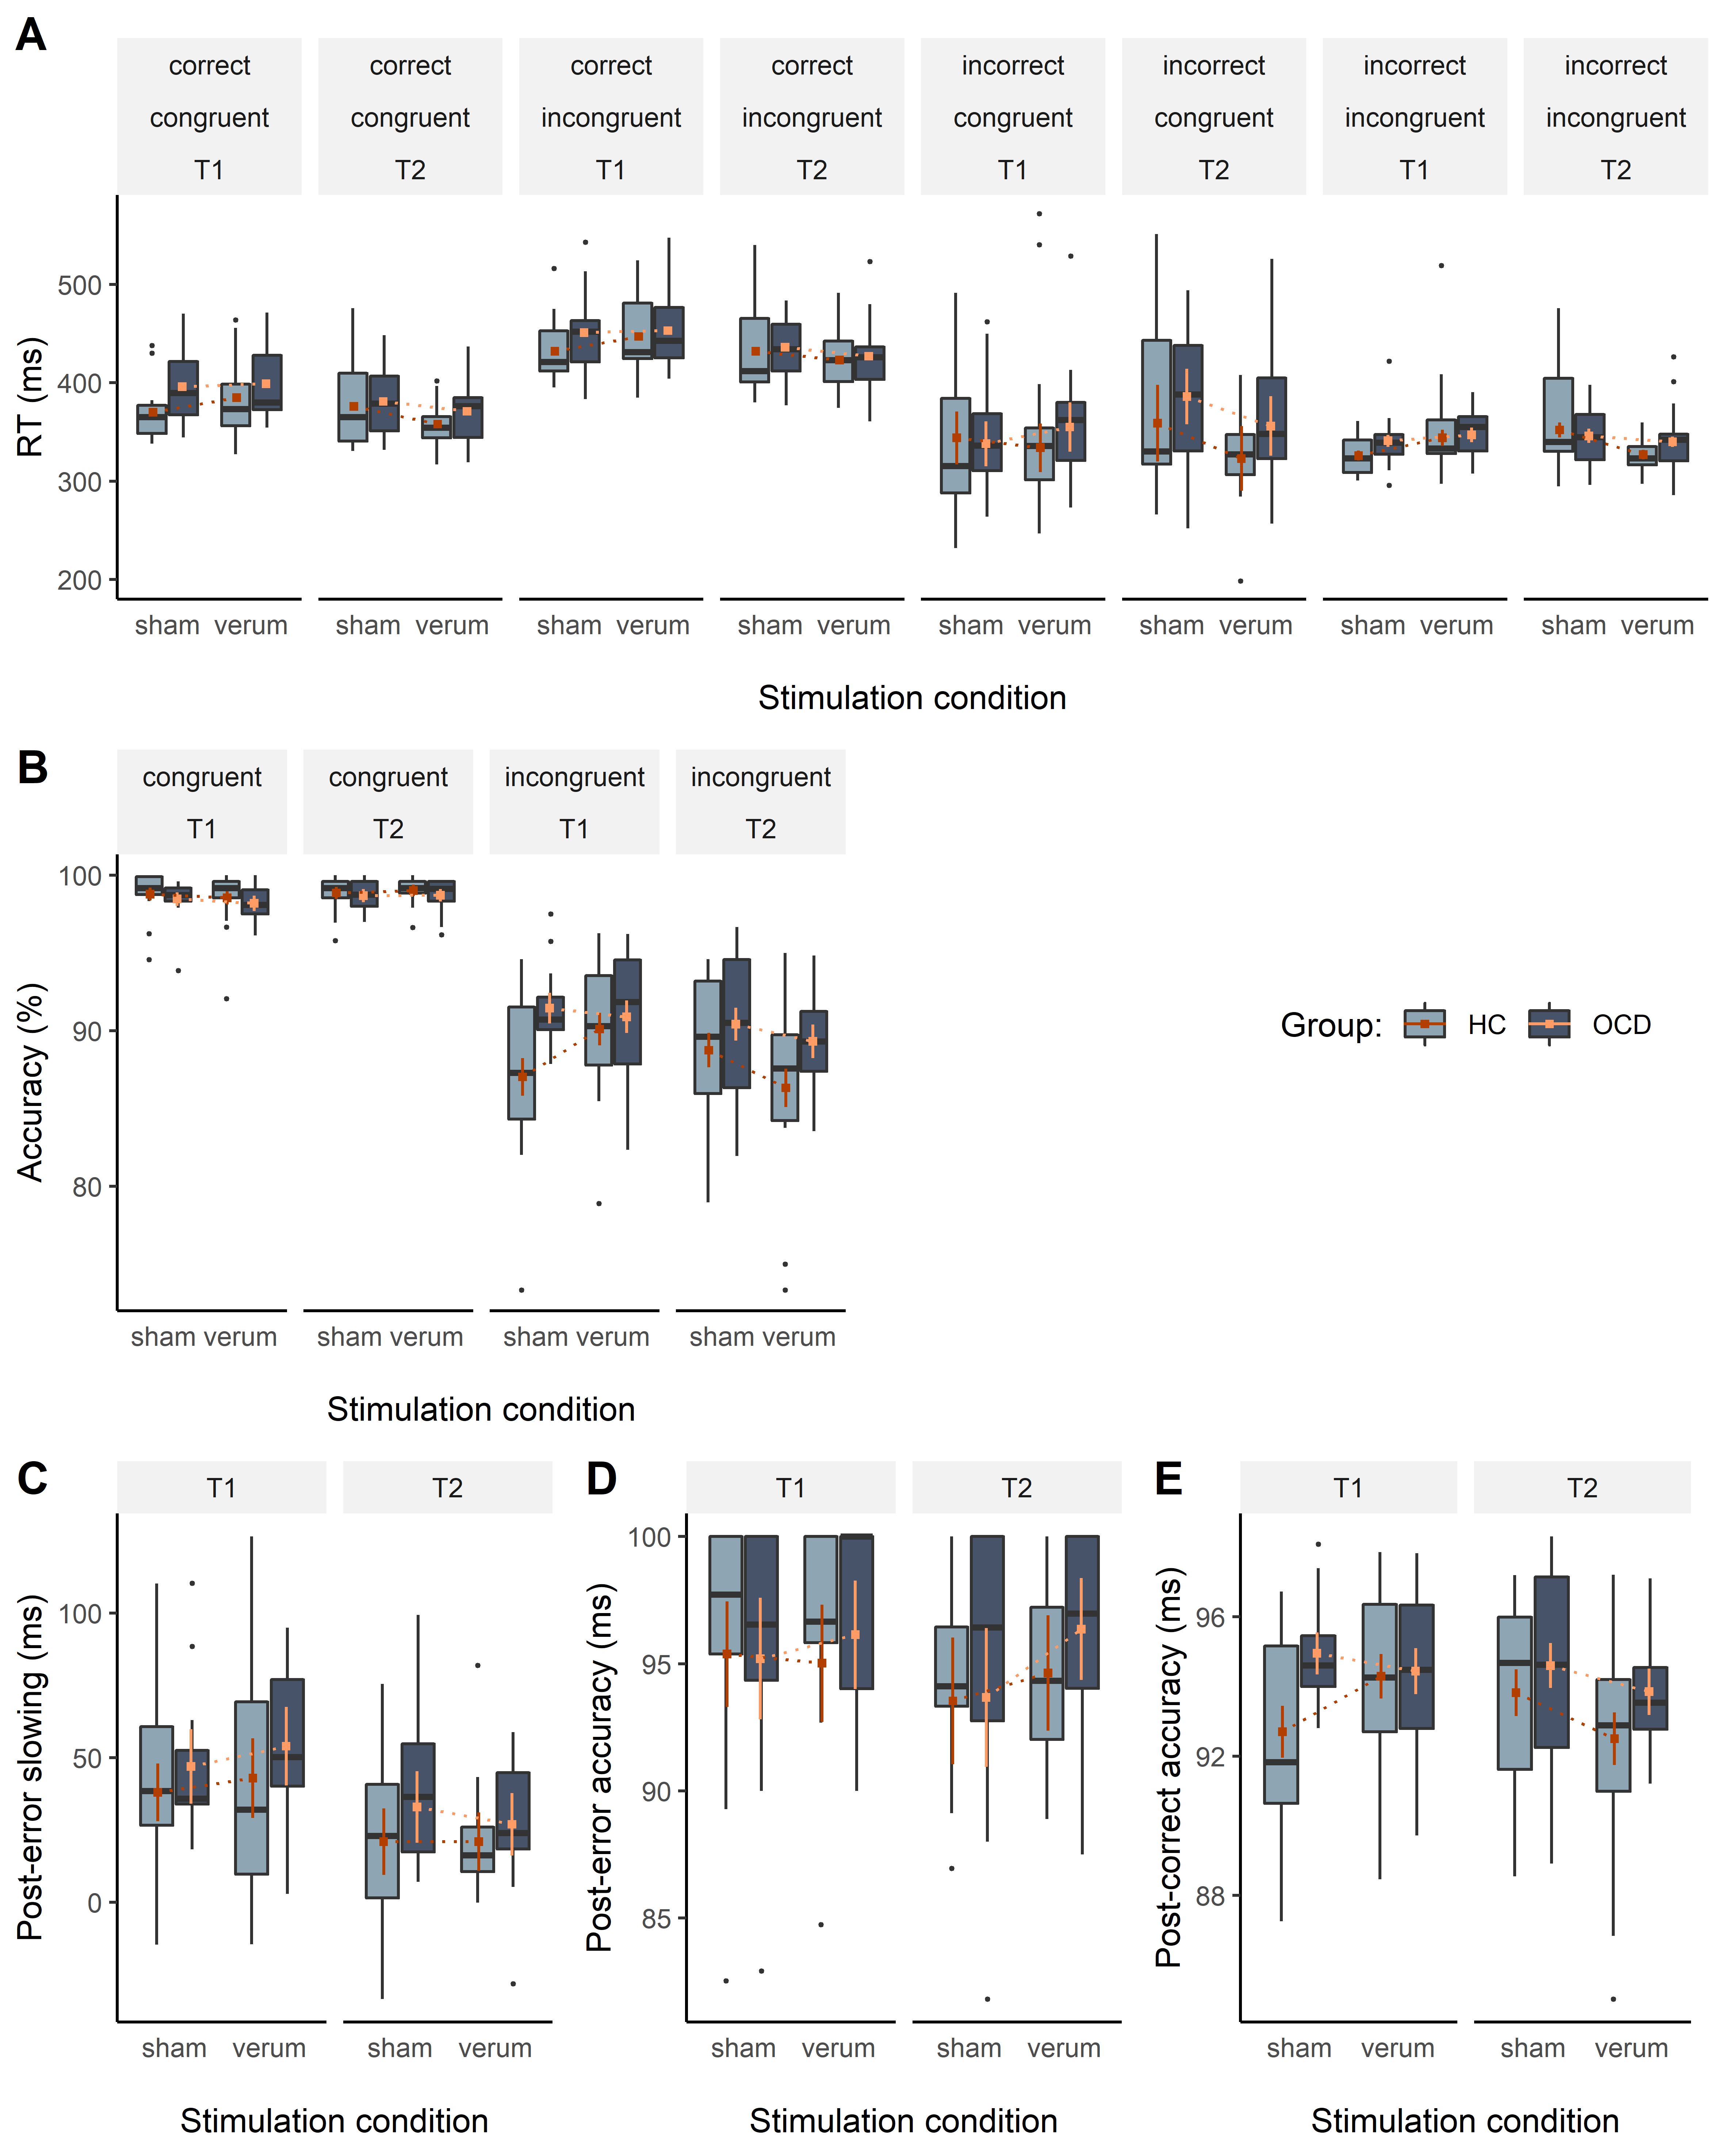 A
correct correct correct correct incorrect incorrect incorrect incorrect
congruent congruent incongruent incongruent congruent congruent incongruent incongruent
T1 T2 T1 T2 T1 T2 T1 T2
RT (ms)
500
400
300
200
sham verum sham verum sham verum sham verum sham verum sham verum sham verum sham verum
Stimulation condition
B
congruent congruent incongruent incongruent
T1 T2 T1 T2
Accuracy (%)
100
90
80
sham verum sham verum sham verum sham verum
Stimulation condition
Group: HC OCD
C
T1 T2
Post-error slowing (ms)
100
50
0
sham verum sham verum
Stimulation condition
D
T1 T2
Post-error accuracy (ms)
100
95
90
85
sham verum sham verum
Stimulation condition
E
T1 T2
Post-correct accuracy (ms)
96
92
88
sham verum sham verum
Stimulation condition